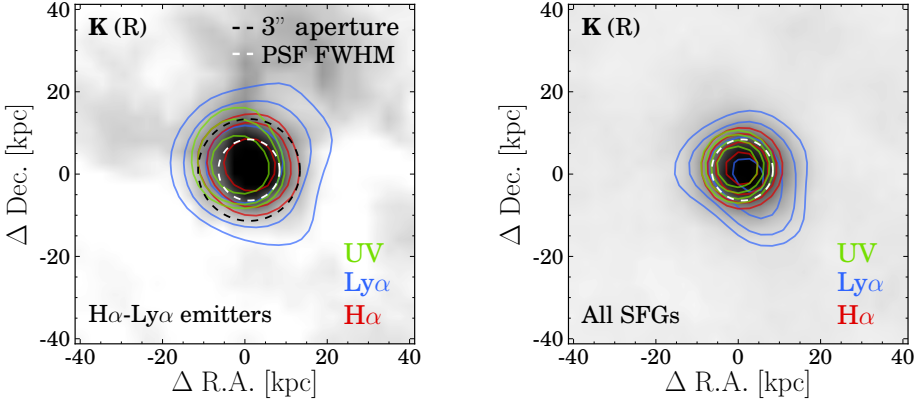 K (R)
3" aperture
PSF FWHM
UV
Lyα
Hα
Hα-Lyα emitters
40
20
0
-20
-40
-40
-20
0
20
40
Δ Dec. [kpc]
Δ R.A. [kpc]
K (R)
UV
Lyα
Hα
All SFGs
40
20
0
-20
-40
-40
-20
0
20
40
Δ Dec. [kpc]
Δ R.A. [kpc]